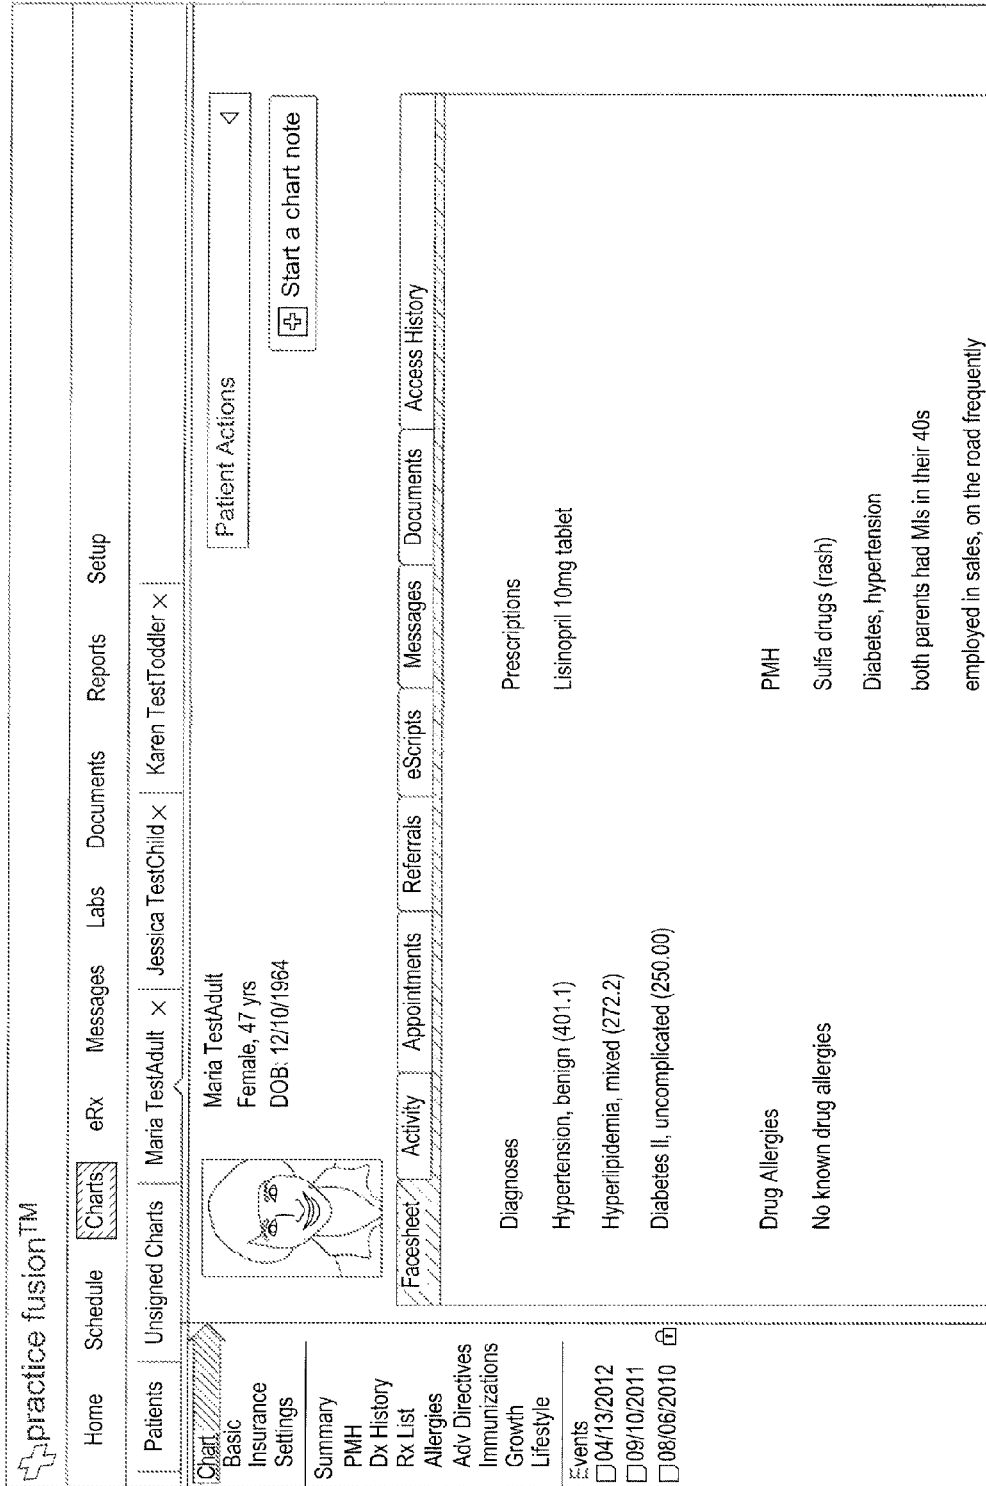 practice fusion™
Home Schedule Charts eRx Messages Labs Documents Reports Setup
Patients Unsigned Charts Maria TestAdult × Jessica TestChild × Karen TestToddler ×
Chart
Basic
Insurance
Settings
Summary
PMH
Dx History
Rx List
Allergies
Adv Directives
Immunizations
Growth
Lifestyle
Events
04/13/2012
09/10/2011
08/06/2010
Maria TestAdult
Female, 47 yrs
DOB: 12/10/1964
Patient Actions
Start a chart note
Facesheet Activity Appointments Referrals eScripts Messages Documents Access History
Diagnoses
Hypertension, benign (401.1)
Hyperlipidemia, mixed (272.2)
Diabetes II, uncomplicated (250.00)
Prescriptions
Lisinopril 10mg tablet
Drug Allergies
No known drug allergies
PMH
Sulfa drugs (rash)
Diabetes, hypertension
both parents had MIs in their 40s
employed in sales, on the road frequently